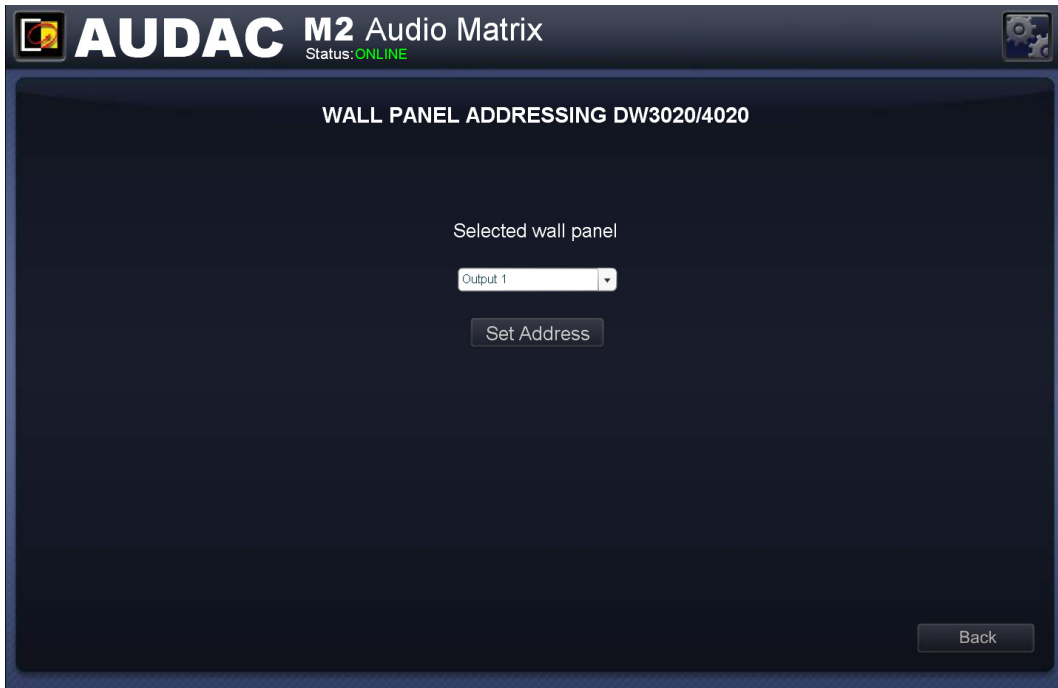 AUDAC M2 Audio Matrix
Status:ONLINE
WALL PANEL ADDRESSING DW3020/4020
Selected wall panel
Output 1
Set Address
Back